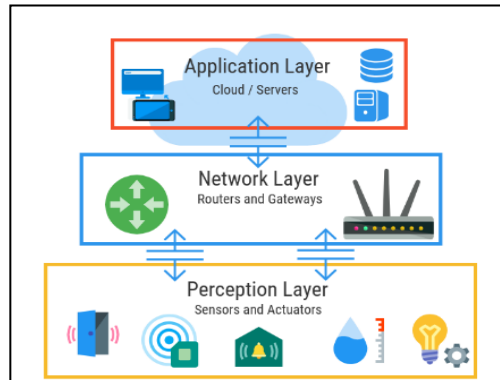 Application Layer
Cloud / Servers
Network Layer
Routers and Gateways
Perception Layer
Sensors and Actuators